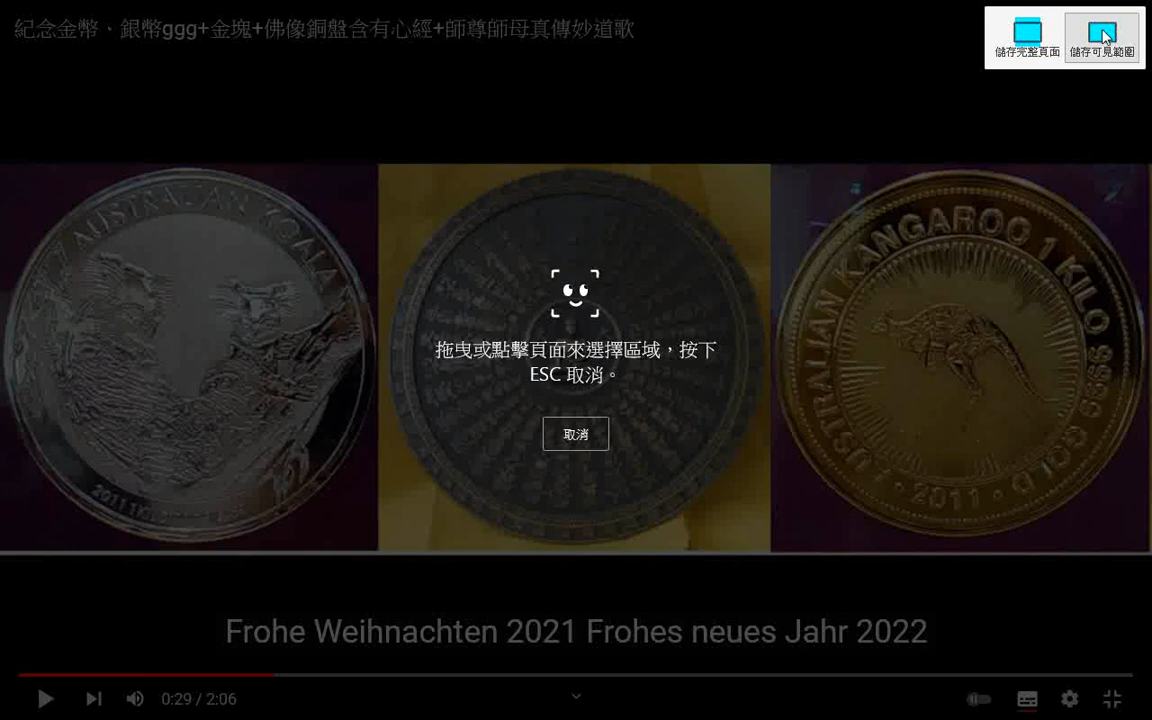 紀念金幣、銀幣ggg+金塊+佛像銅盤含有心經+師尊師母真傳妙道歌
儲存完整頁面
儲存可見範圍
AUSTRALIAN KOALA
2011 1K
AUSTRALIAN KANGAROO 1 KILO 9999 GOLD
2011
拖曳或點擊頁面來選擇區域，按下
ESC 取消。
取消
Frohe Weihnachten 2021 Frohes neues Jahr 2022
0:29 / 2:06